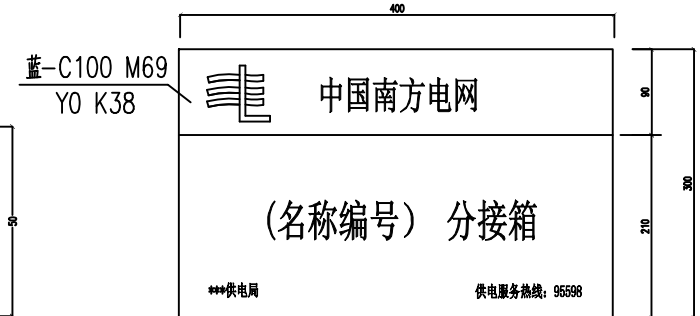 400
蓝-C100 M69
Y0 K38
中国南方电网
90
300
50
(名称编号) 分接箱
210
***供电局
供电服务热线: 95598